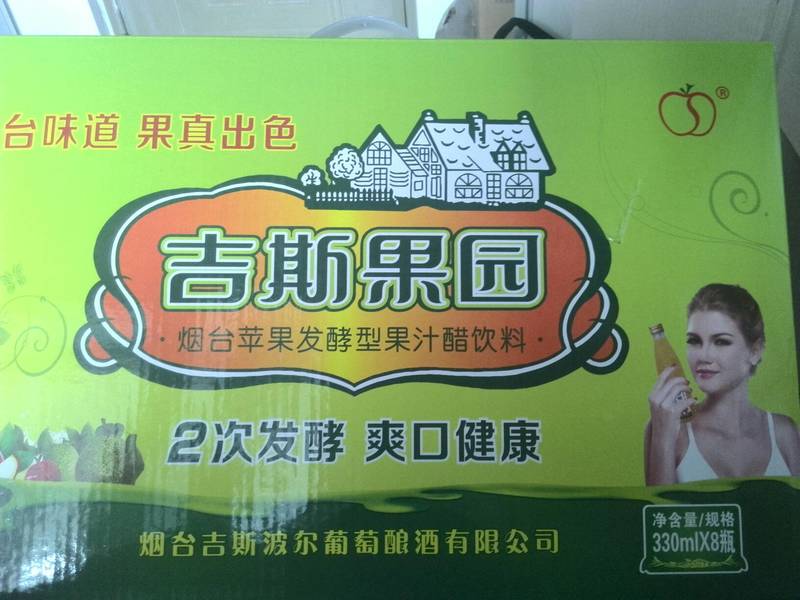 台味道 果真出色
®
吉斯果园
·烟台苹果发酵型果汁醋饮料·
2次发酵 爽口健康
烟台吉斯波尔葡萄酿酒有限公司
净含量/规格
330mlX8瓶